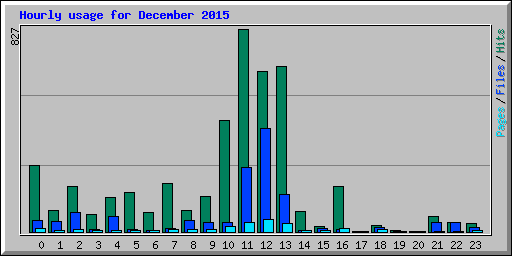 Hourly usage for December 2015
827
Pages/Files/Hits
0 1 2 3 4 5 6 7 8 9 10 11 12 13 14 15 16 17 18 19 20 21 22 23